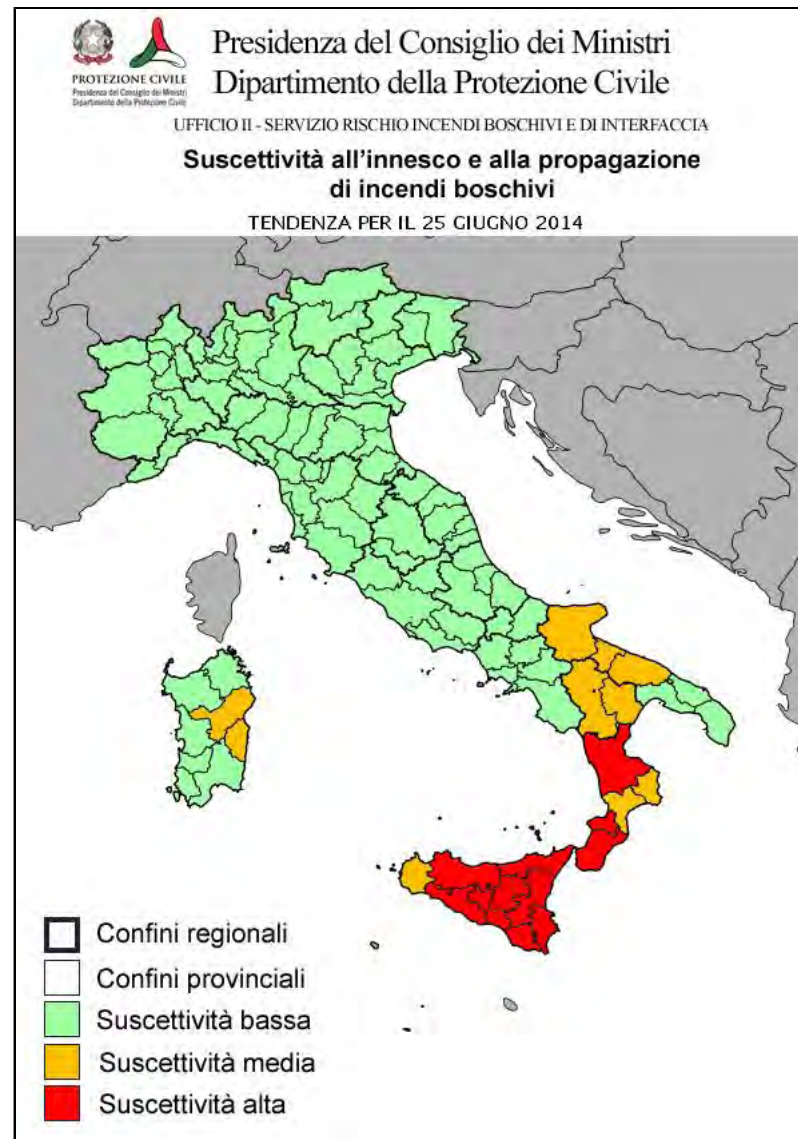 Presidenza del Consiglio dei Ministri
Dipartimento della Protezione Civile
PROTEZIONE CIVILE
Presidenza del Consiglio dei Ministri
Dipartimento della Protezione Civile
UFFICIO II - SERVIZIO RISCHIO INCENDI BOSCHIVI E DI INTERFACCIA
Suscettività all'innesco e alla propagazione
di incendi boschivi
TENDENZA PER IL 25 GIUGNO 2014
Confini regionali
Confini provinciali
Suscettività bassa
Suscettività media
Suscettività alta